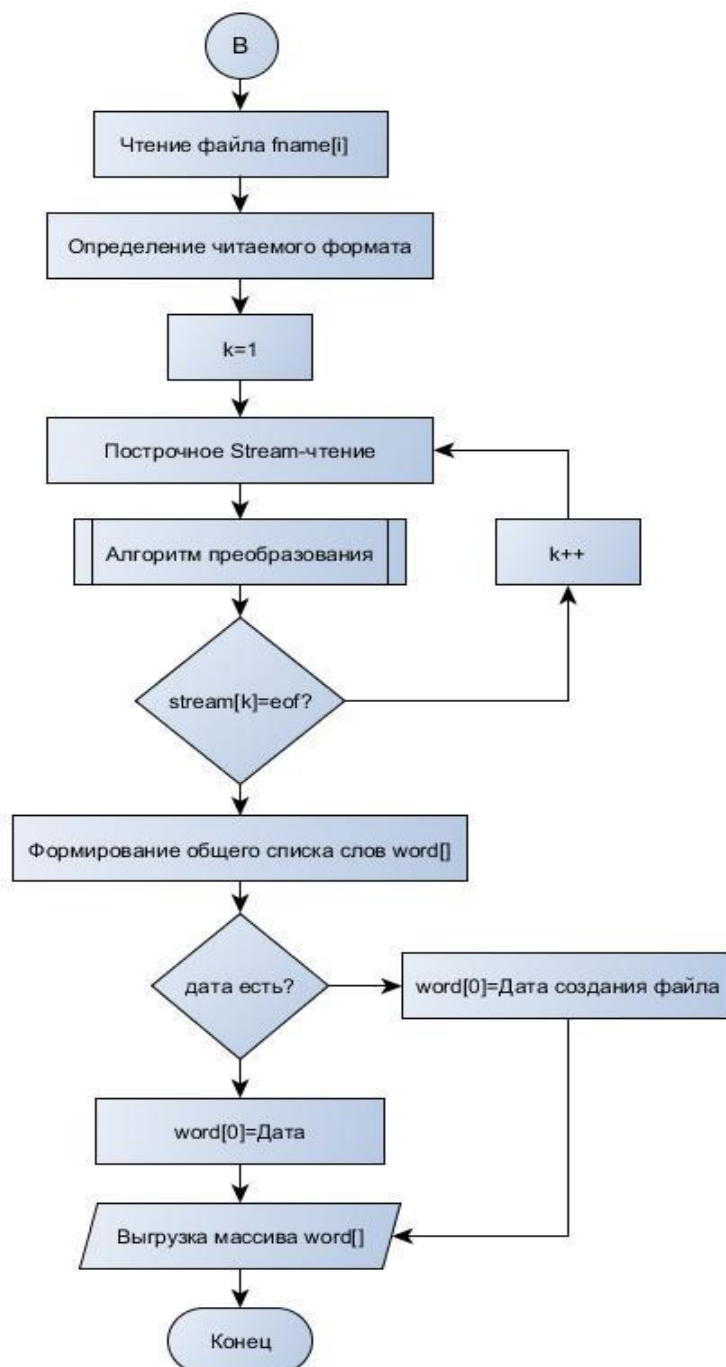 B
Чтение файла fname[i]
Определение читаемого формата
k=1
Построчное Stream-чтение
Алгоритм преобразования
k++
stream[k]=eof?
Формирование общего списка слов word[]
дата есть?
word[0]=Дата создания файла
word[0]=Дата
Выгрузка массива word[]
Конец